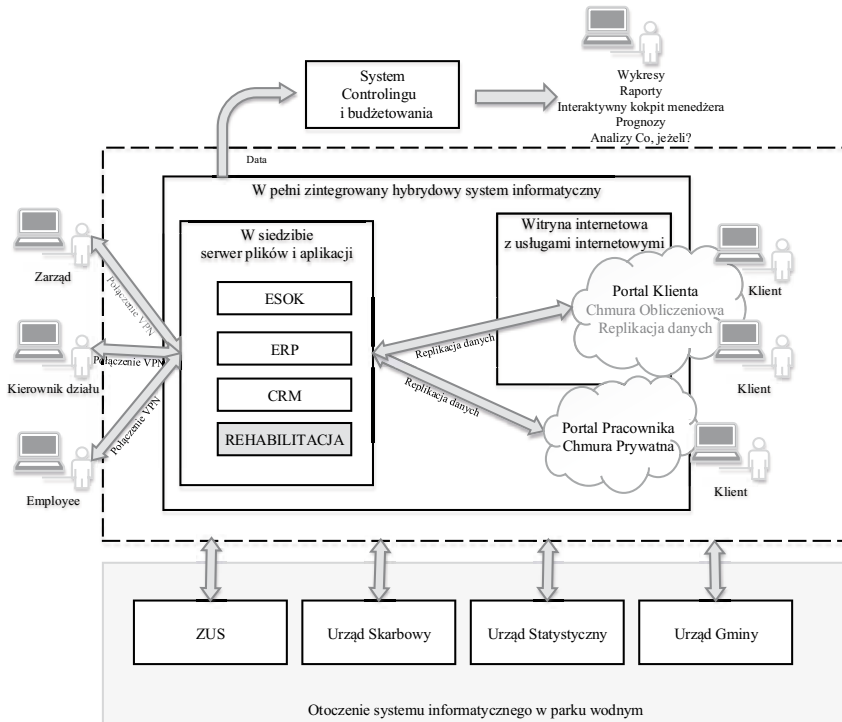 System
Controlingu
i budżetowania
Wykresy
Raporty
Interaktywny kokpit menedżera
Prognozy
Analizy Co, jeżeli?
Data
W pełni zintegrowany hybrydowy system informatyczny
W siedzibie
serwer plików i aplikacji
ESOK
ERP
CRM
REHABILITACJA
Witryna internetowa
z usługami internetowymi
Portal Klienta
Chmura Obliczeniowa
Replikacja danych
Portal Pracownika
Chmura Prywatna
Replikacja danych
Replikacja danych
Zarząd
Kierownik działu
Employee
Połączenie VPN
Połączenie VPN
Połączenie VPN
Klient
Klient
Klient
ZUS
Urząd Skarbowy
Urząd Statystyczny
Urząd Gminy
Otoczenie systemu informatycznego w parku wodnym